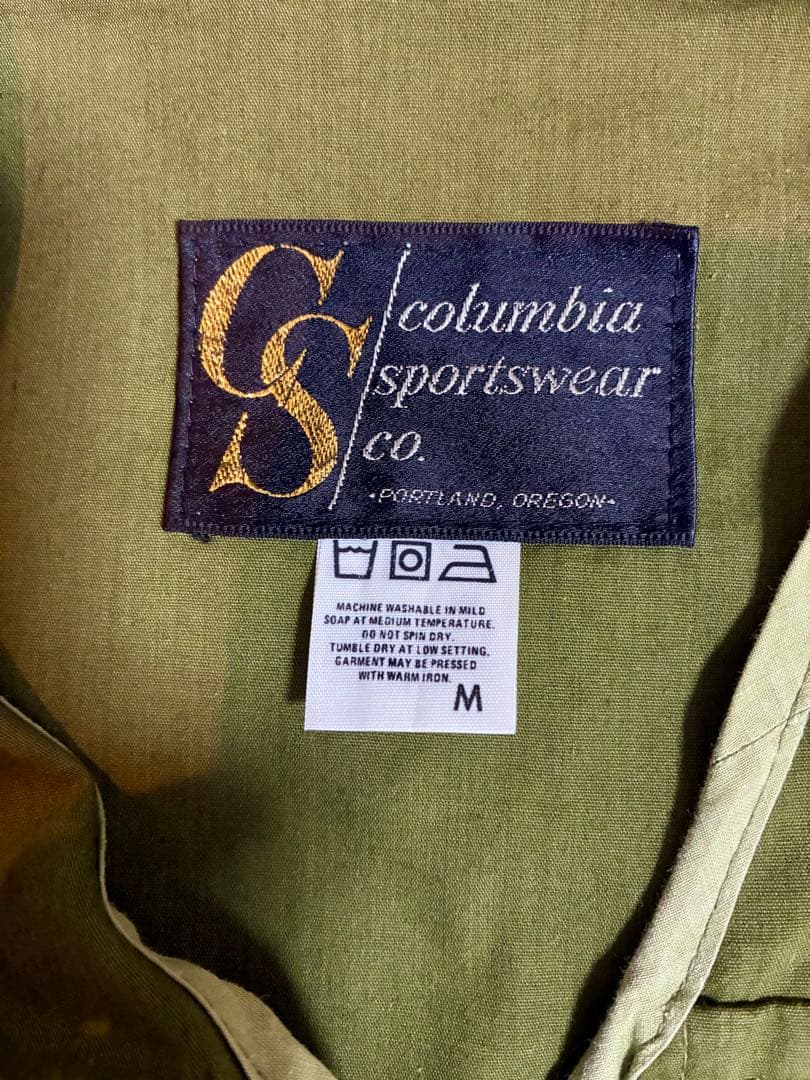 CS
columbia
sportswear
co.
•PORTLAND, OREGON•
MACHINE WASHABLE IN MILD
SOAP AT MEDIUM TEMPERATURE.
DO NOT SPIN DRY.
TUMBLE DRY AT LOW SETTING.
GARMENT MAY BE PRESSED
WITH WARM IRON.
M